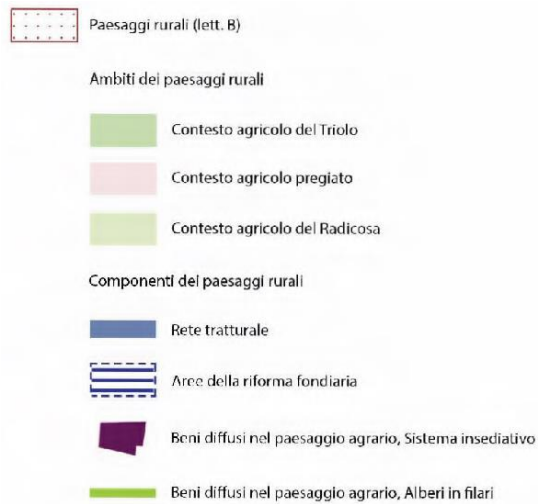 Paesaggi rurali (lett. B)
Ambiti dei paesaggi rurali
Contesto agricolo del Triolo
Contesto agricolo pregiato
Contesto agricolo del Radicosa
Componenti dei paesaggi rurali
Rete tratturale
Aree della riforma fondiaria
Beni diffusi nel paesaggio agrario, Sistema insediativo
Beni diffusi nel paesaggio agrario, Alberi in filari